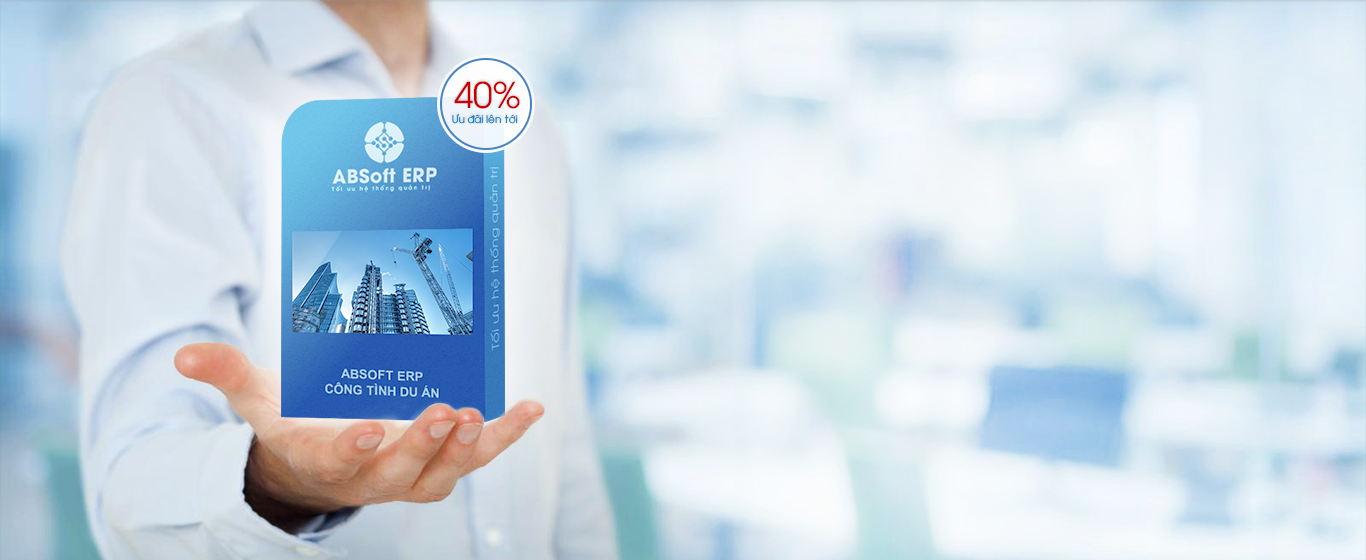 40%
Ưu đãi lên tới
ABSoft ERP
Tối ưu hệ thống quản trị
Tối ưu hệ thống quản trị
ABSOFT ERP
CÔNG TÌNH DU ÁN